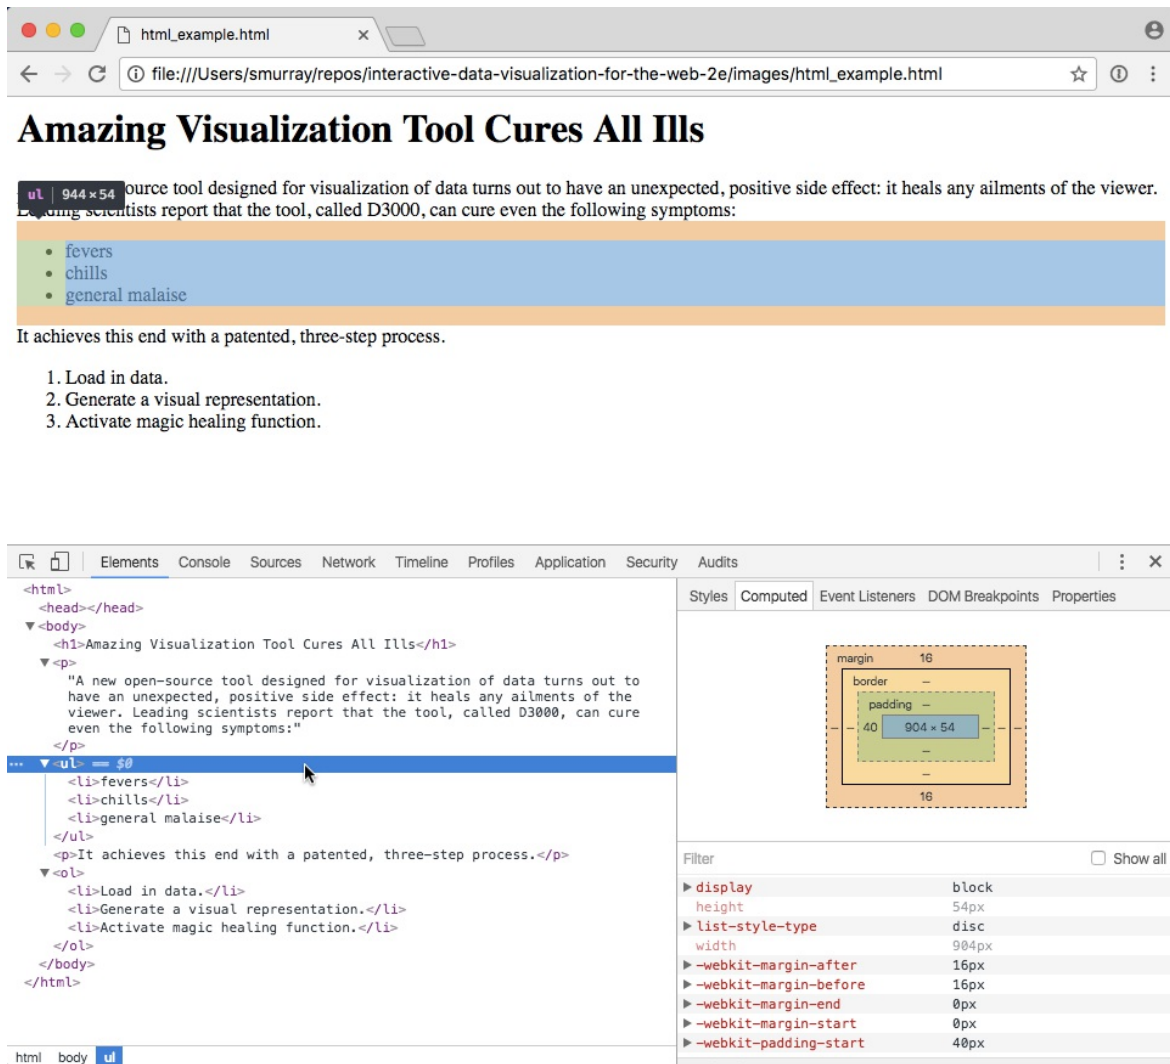 html_example.html
file:///Users/smurray/repos/interactive-data-visualization-for-the-web-2e/images/html_example.html
Amazing Visualization Tool Cures All Ills
ul 944 × 54
ource tool designed for visualization of data turns out to have an unexpected, positive side effect: it heals any ailments of the viewer.
Leading scientists report that the tool, called D3000, can cure even the following symptoms:
• fevers
• chills
• general malaise
It achieves this end with a patented, three-step process.
1. Load in data.
2. Generate a visual representation.
3. Activate magic healing function.
Elements Console Sources Network Timeline Profiles Application Security Audits
<html>
<head></head>
▼<body>
<h1>Amazing Visualization Tool Cures All Ills</h1>
▼<p>
"A new open-source tool designed for visualization of data turns out to
have an unexpected, positive side effect: it heals any ailments of the
viewer. Leading scientists report that the tool, called D3000, can cure
even the following symptoms:"
</p>
… ▼<ul> == $0
<li>fevers</li>
<li>chills</li>
<li>general malaise</li>
</ul>
<p>It achieves this end with a patented, three-step process.</p>
▼<ol>
<li>Load in data.</li>
<li>Generate a visual representation.</li>
<li>Activate magic healing function.</li>
</ol>
</body>
</html>
html body ul
Styles Computed Event Listeners DOM Breakpoints Properties
margin 16
border –
padding –
– – 40 904 × 54 – – –
–
–
16
Filter Show all
display block
height 54px
list-style-type disc
width 904px
-webkit-margin-after 16px
-webkit-margin-before 16px
-webkit-margin-end 0px
-webkit-margin-start 0px
-webkit-padding-start 40px